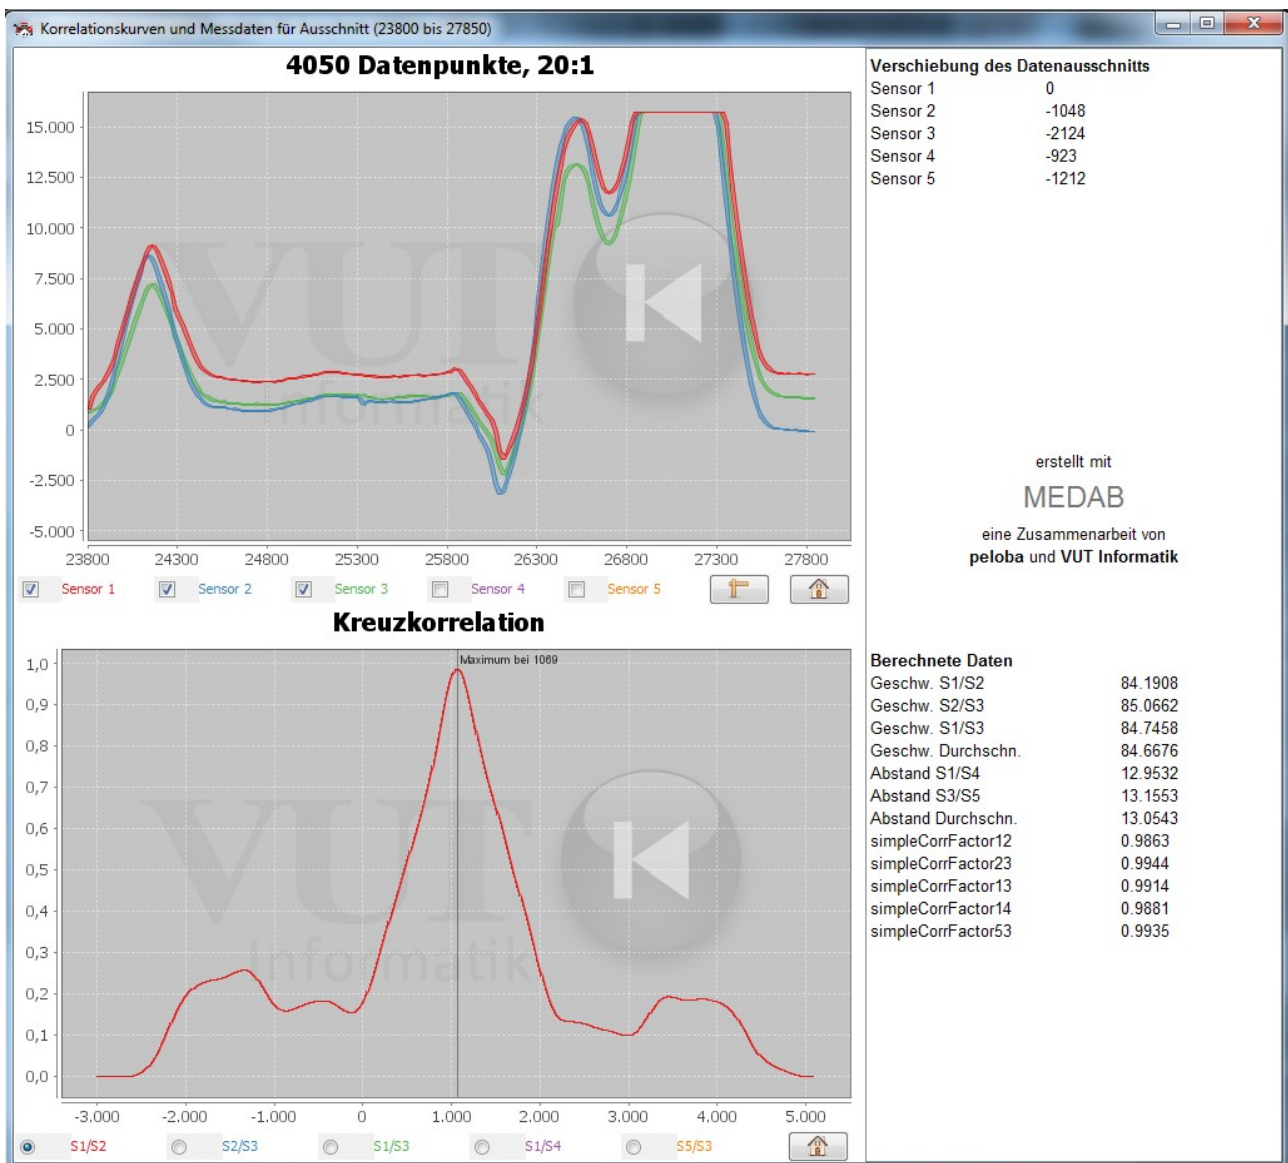 Korrelationskurven und Messdaten für Ausschnitt (23800 bis 27850)
4050 Datenpunkte, 20:1
15.000
12.500
10.000
7.500
5.000
2.500
0
-2.500
-5.000
VUT
Informatik
23800 24300 24800 25300 25800 26300 26800 27300 27800
Sensor 1 Sensor 2 Sensor 3 Sensor 4 Sensor 5
Kreuzkorrelation
Maximum bei 1069
1,0
0,9
0,8
0,7
0,6
0,5
0,4
0,3
0,2
0,1
0,0
VUT
Informatik
-3.000 -2.000 -1.000 0 1.000 2.000 3.000 4.000 5.000
S1/S2 S2/S3 S1/S3 S1/S4 S5/S3
Verschiebung des Datenausschnitts
Sensor 1 0
Sensor 2 -1048
Sensor 3 -2124
Sensor 4 -923
Sensor 5 -1212
erstellt mit
MEDAB
eine Zusammenarbeit von
peloba und VUT Informatik
Berechnete Daten
Geschw. S1/S2 84.1908
Geschw. S2/S3 85.0662
Geschw. S1/S3 84.7458
Geschw. Durchschn. 84.6676
Abstand S1/S4 12.9532
Abstand S3/S5 13.1553
Abstand Durchschn. 13.0543
simpleCorrFactor12 0.9863
simpleCorrFactor23 0.9944
simpleCorrFactor13 0.9914
simpleCorrFactor14 0.9881
simpleCorrFactor53 0.9935